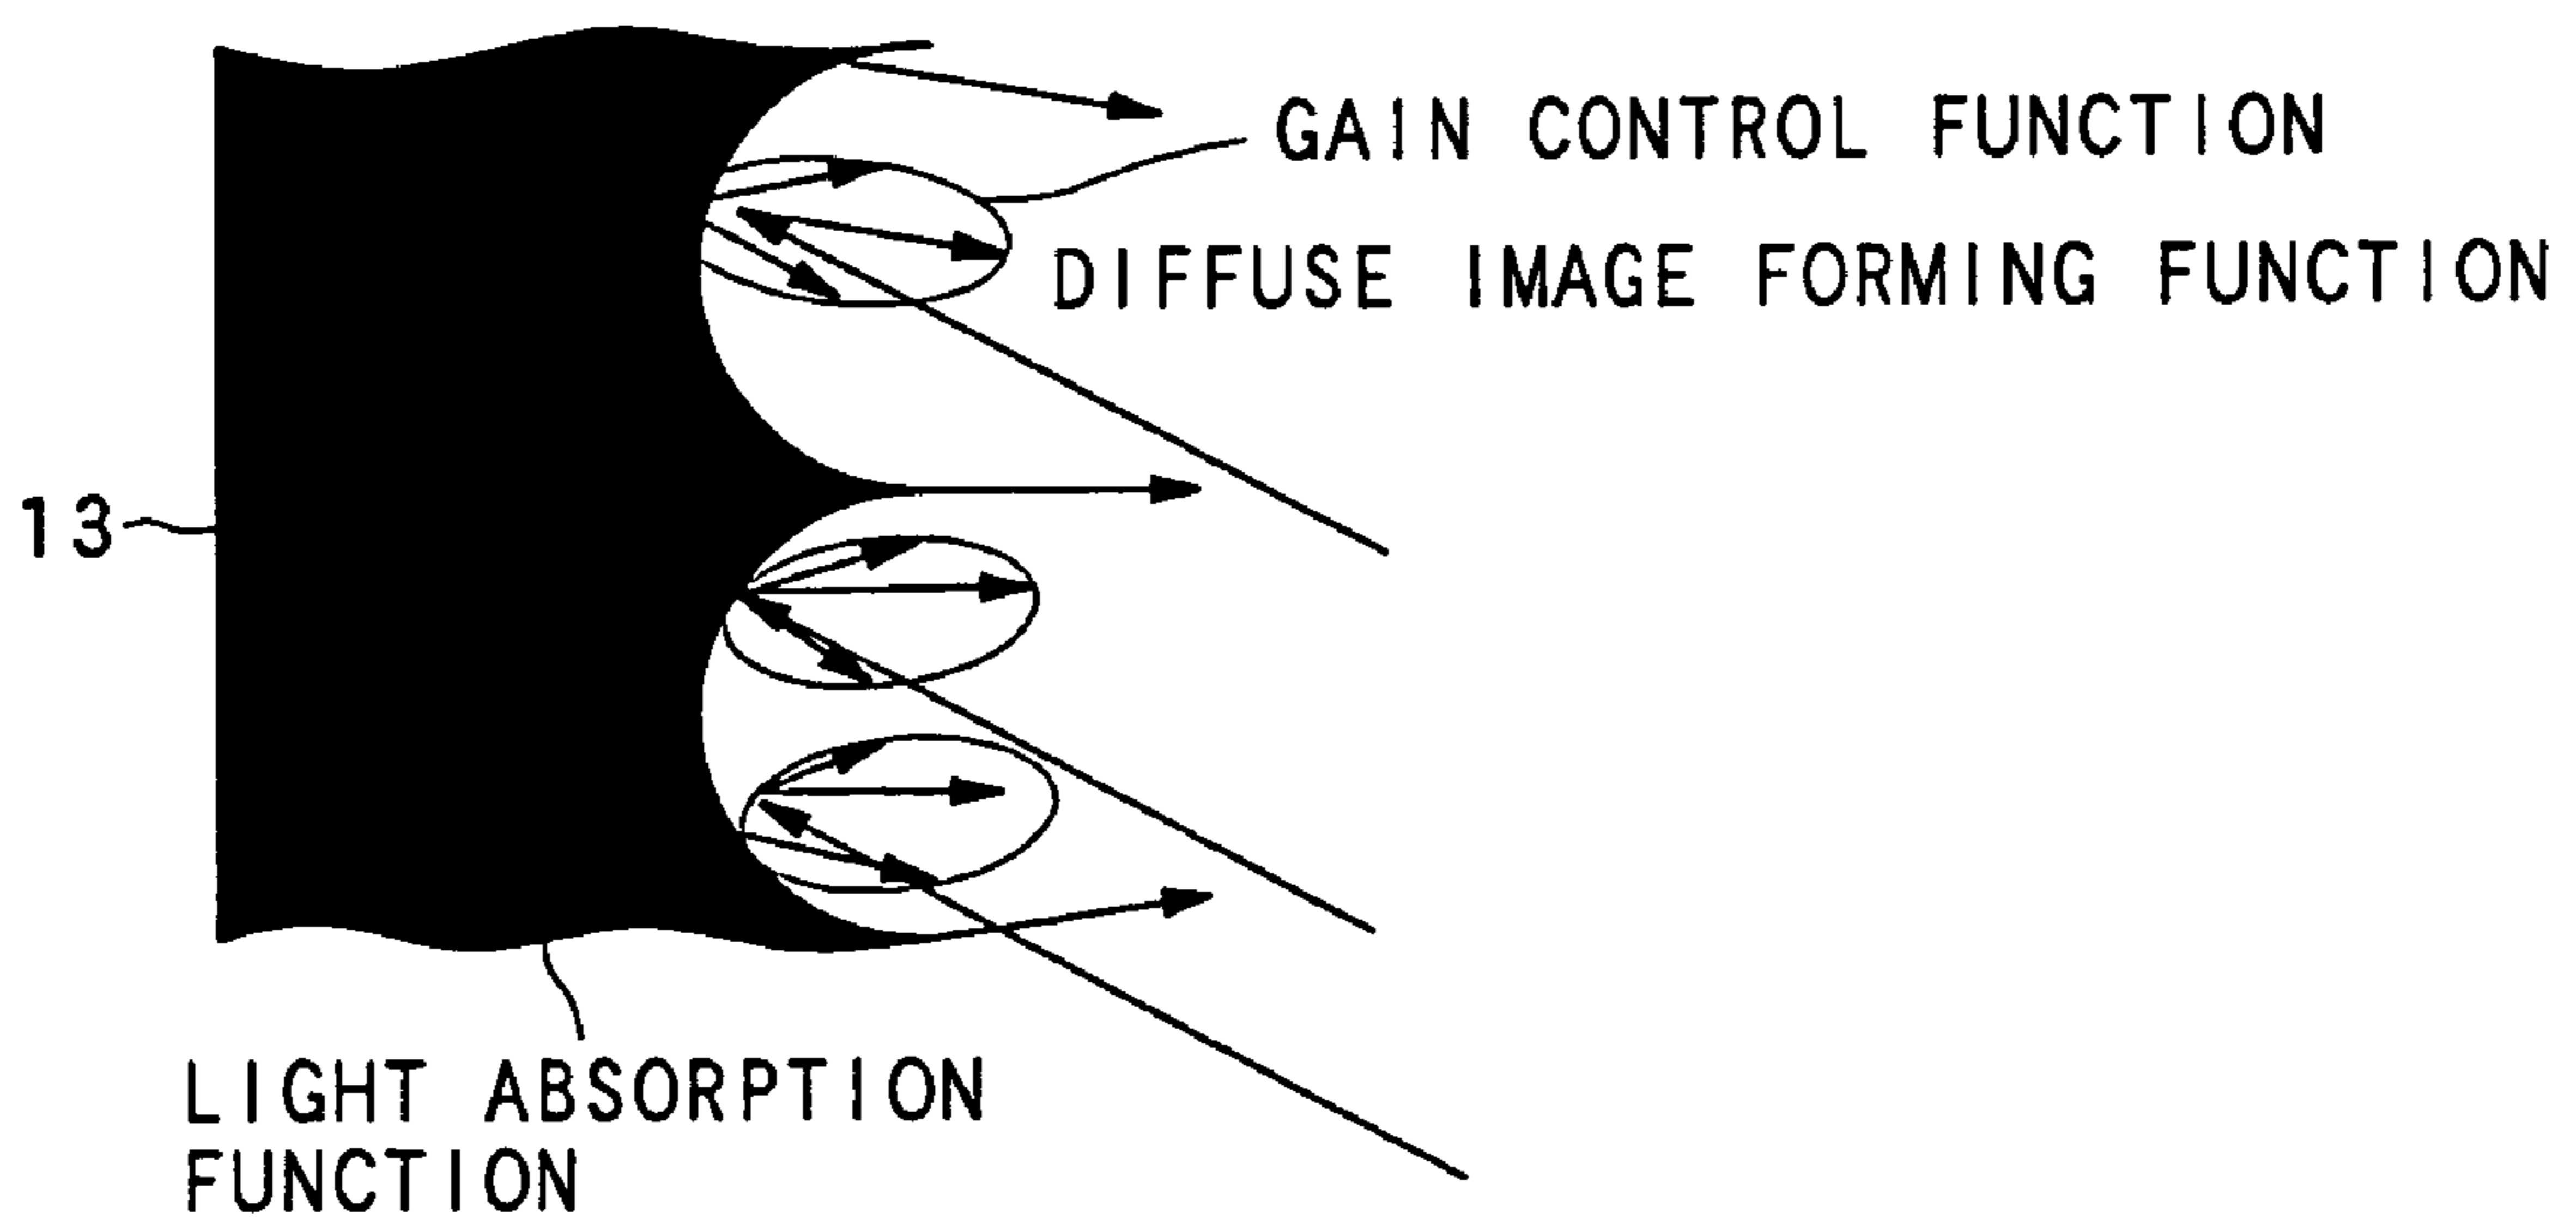 GAIN CONTROL FUNCTION
DIFFUSE IMAGE FORMING FUNCTION
13
LIGHT ABSORPTION
FUNCTION